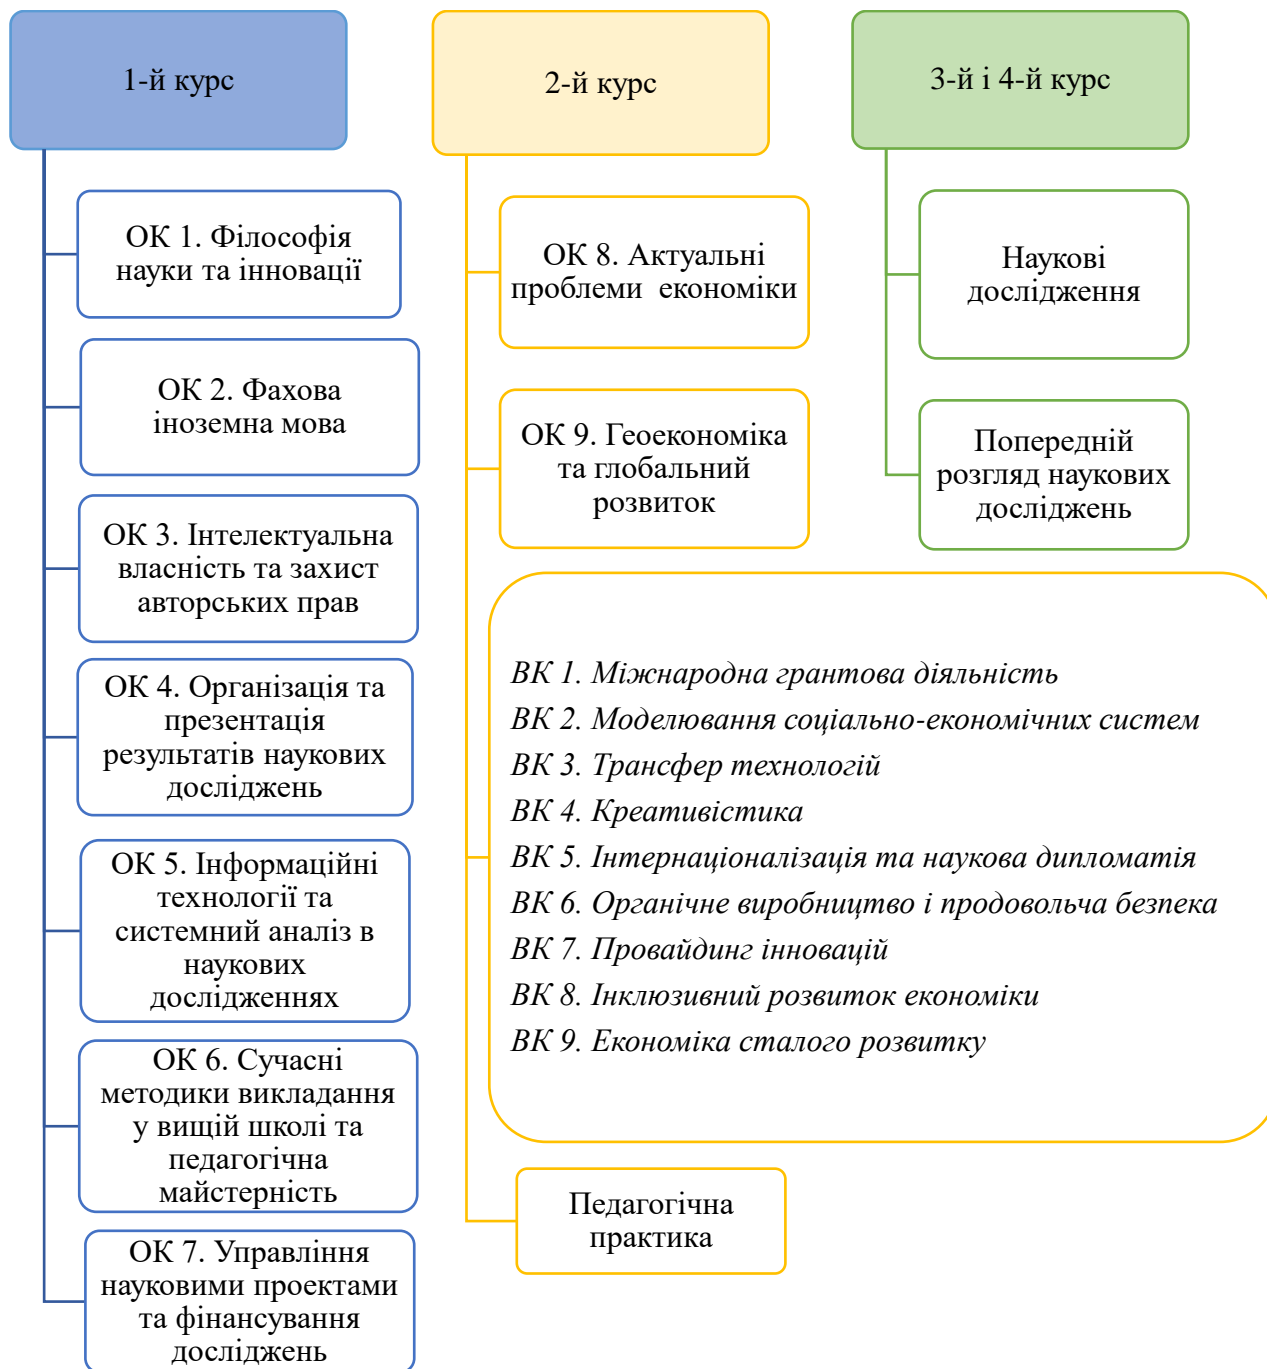 1-й курс
ОК 1. Філософія
науки та інновації
ОК 2. Фахова
іноземна мова
ОК 3. Інтелектуальна
власність та захист
авторських прав
ОК 4. Організація та
презентація
результатів наукових
досліджень
ОК 5. Інформаційні
технології та
системний аналіз в
наукових
дослідженнях
ОК 6. Сучасні
методики викладання
у вищій школі та
педагогічна
майстерність
ОК 7. Управління
науковими проектами
та фінансування
досліджень
2-й курс
ОК 8. Актуальні
проблеми економіки
ОК 9. Геоекономіка
та глобальний
розвиток
ВК 1. Міжнародна грантова діяльність
ВК 2. Моделювання соціально-економічних систем
ВК 3. Трансфер технологій
ВК 4. Креативістика
ВК 5. Інтернаціоналізація та наукова дипломатія
ВК 6. Органічне виробництво і продовольча безпека
ВК 7. Провайдинг інновацій
ВК 8. Інклюзивний розвиток економіки
ВК 9. Економіка сталого розвитку
Педагогічна
практика
3-й і 4-й курс
Наукові
дослідження
Попередній
розгляд наукових
досліджень